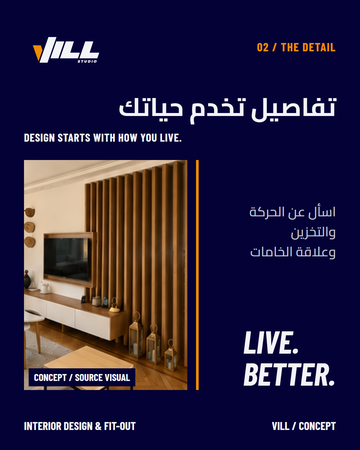 VILL
STUDIO
02 / THE DETAIL
تفاصيل تخدم حياتك
DESIGN STARTS WITH HOW YOU LIVE.
اسأل عن الحركة
والتخزين
وعلاقة الخامات
LIVE.
BETTER.
CONCEPT / SOURCE VISUAL
INTERIOR DESIGN & FIT-OUT
VILL / CONCEPT